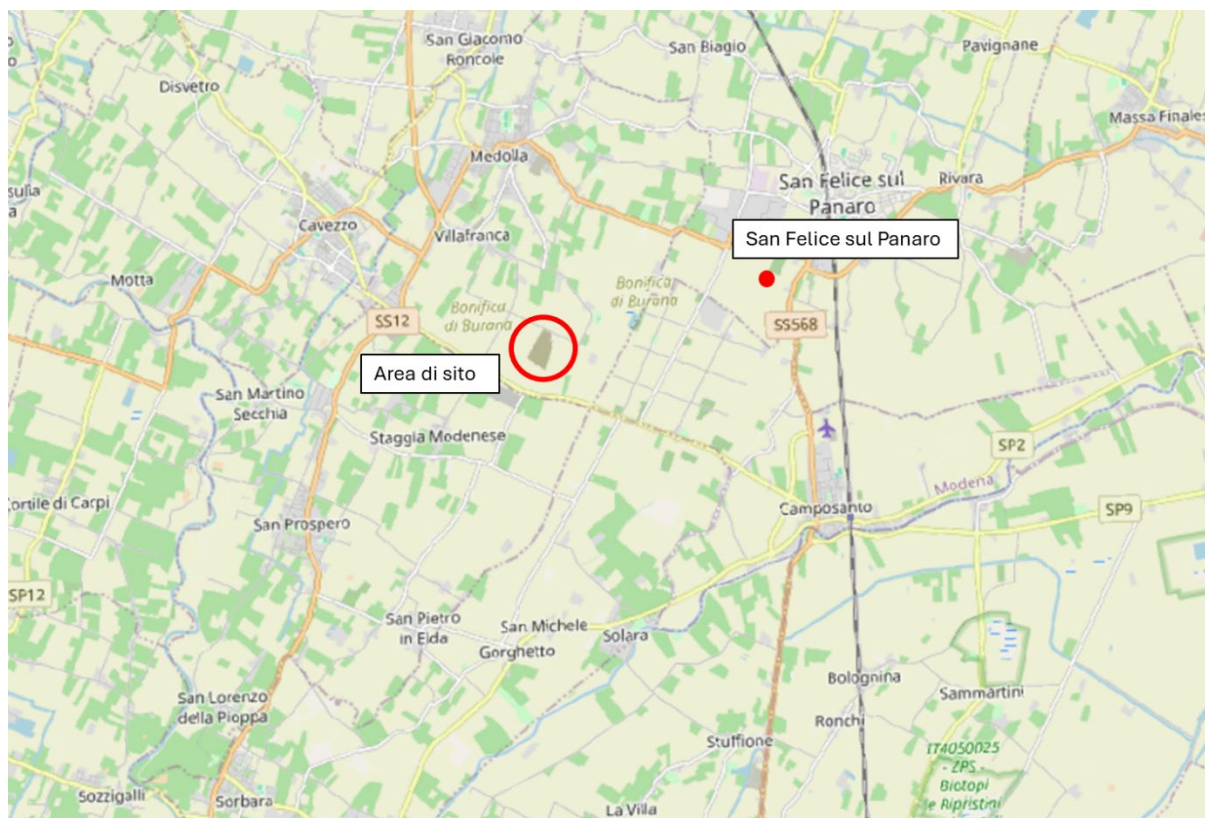 San Giacomo
Roncole
San Biagio
Pavignane
Disvetro
Massa Finales
Medolla
San Felice sul
Panaro
Rivara
Cavezzo
Villafranca
San Felice sul Panaro
Motta
Bonifica
di Burana
Bonifica
di Burana
SS12
SS568
Area di sito
San Martino
Secchia
Staggia Modenese
SP2
Modena
Cortile di Carpi
San Prospero
Camposanto
SP9
SP12
San Pietro
in Elda
San Michele
Gorghetto
Solara
Bolognina
Sammartini
San Lorenzo
della Pioppa
Ronchi
Stuffione
IT4050025
- ZPS -
Biotopi
e Ripristini
Sozzigalli
Sorbara
La Villa